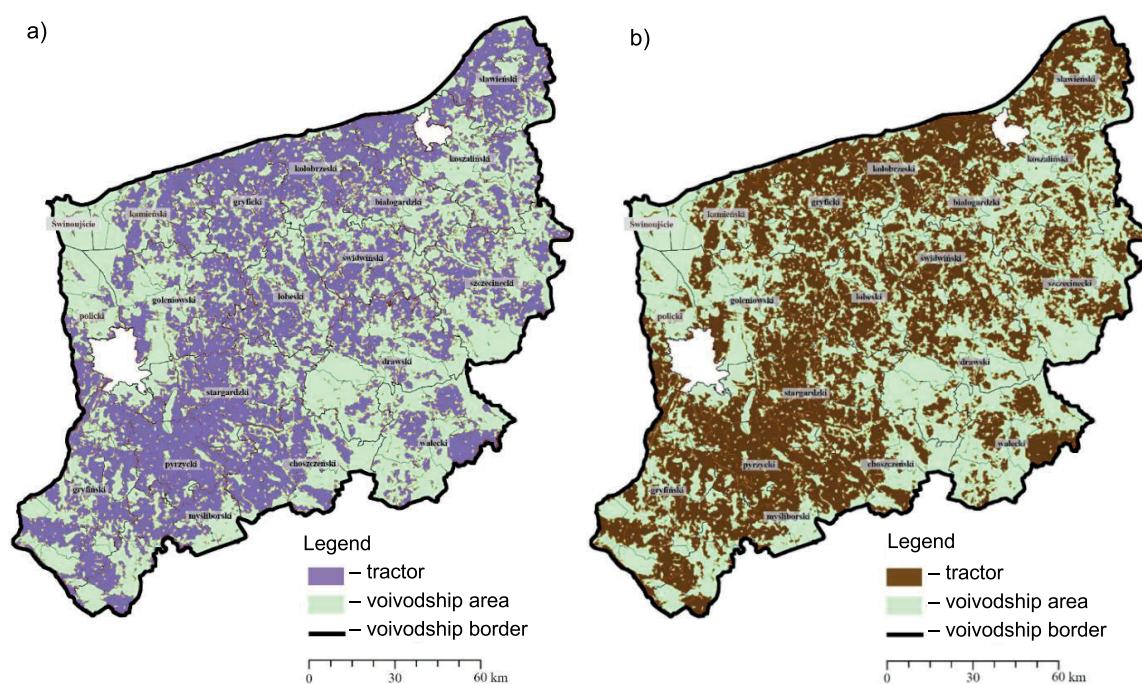 a)
sławieński
koszaliński
kołobrzeski
gryficki
białogardzki
kamieński
Świnoujście
świdwiński
szczecinecki
goleniowski
łobeski
policki
drawski
stargardzki
wałecki
pyrzycki
choszczeński
gryfiński
myśliborski
Legend
– tractor
– voivodship area
– voivodship border
0 30 60 km
b)
sławieński
koszaliński
kołobrzeski
gryficki
białogardzki
kamieński
Świnoujście
świdwiński
szczecinecki
goleniowski
łobeski
policki
drawski
stargardzki
wałecki
pyrzycki
choszczeński
gryfiński
myśliborski
Legend
– tractor
– voivodship area
– voivodship border
0 30 60 km